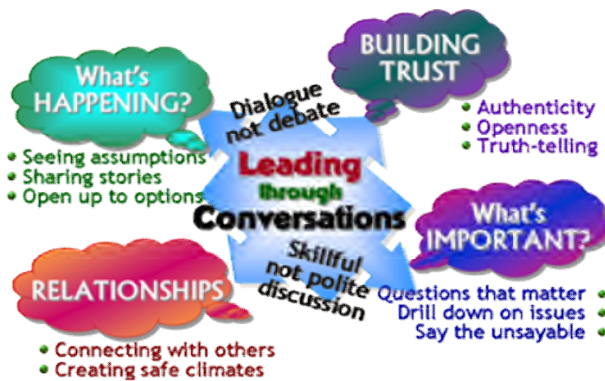 What's
HAPPENING?
• Seeing assumptions
• Sharing stories
• Open up to options
BUILDING
TRUST
• Authenticity
• Openness
• Truth-telling
Dialogue
not debate
Leading
through
Conversations
Skillful
not polite
discussion
RELATIONSHIPS
• Connecting with others
• Creating safe climates
What's
IMPORTANT?
Questions that matter •
Drill down on issues •
Say the unsayable •